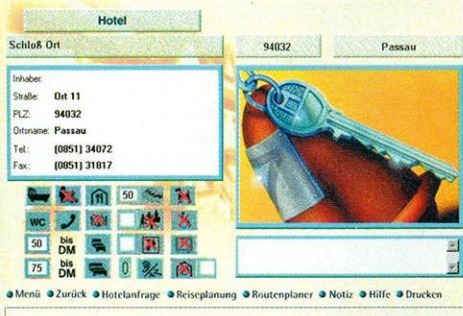 Hotel
Schloß Ort
94032
Passau
Inhaber:
Straße: Ort 11
PLZ: 94032
Ortsname: Passau
Tel.: (0851) 34072
Fax.: (0851) 31817
50
WC
50 bis DM
75 bis DM 0
Menü Zurück Hotelanfrage Reiseplanung Routenplaner Notiz Hilfe Drucken